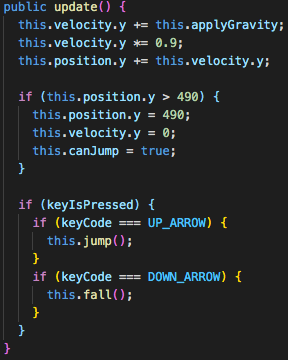 public update() {
this.velocity.y += this.applyGravity;
this.velocity.y *= 0.9;
this.position.y += this.velocity.y;
if (this.position.y > 490) {
this.position.y = 490;
this.velocity.y = 0;
this.canJump = true;
}
if (keyIsPressed) {
if (keyCode === UP_ARROW) {
this.jump();
}
if (keyCode === DOWN_ARROW) {
this.fall();
}
}
}